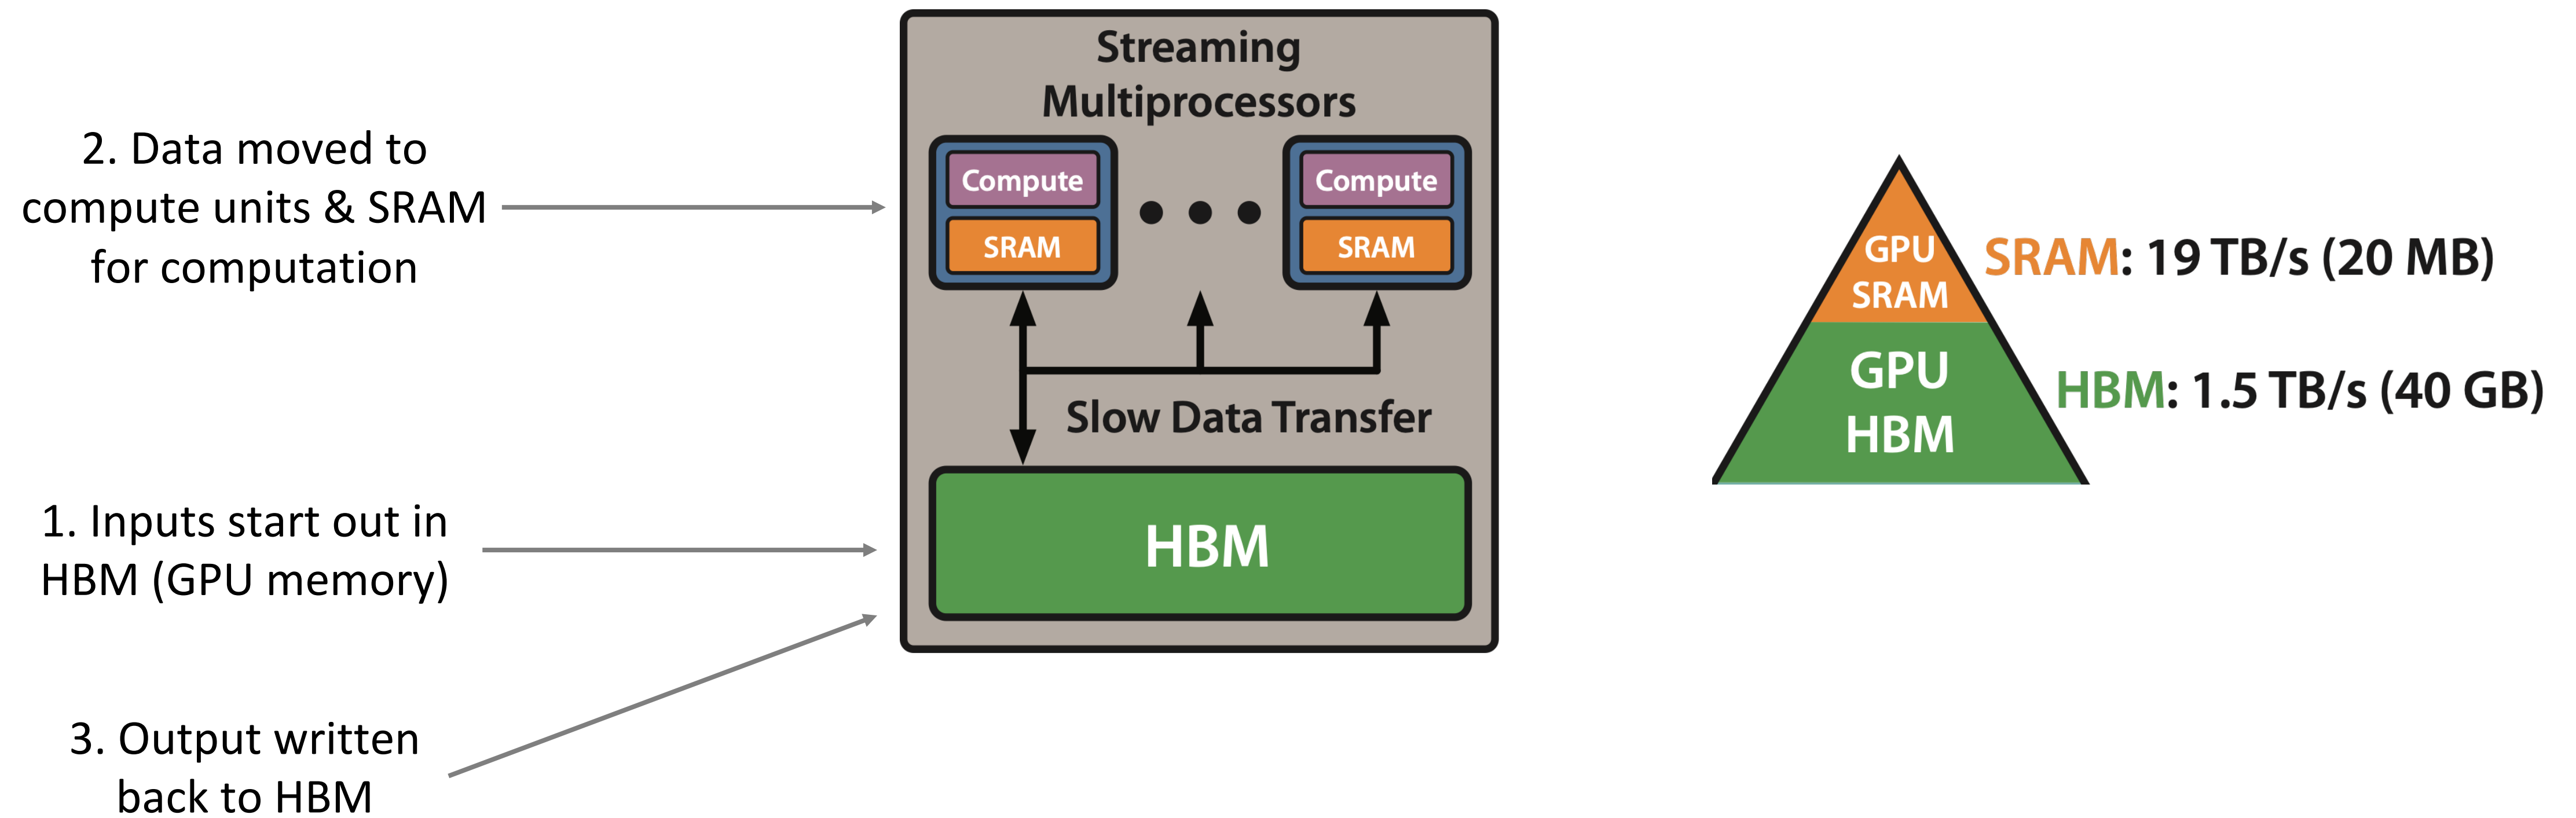 2. Data moved to
compute units & SRAM
for computation
1. Inputs start out in
HBM (GPU memory)
3. Output written
back to HBM
Streaming
Multiprocessors
Compute
SRAM
Compute
SRAM
Slow Data Transfer
HBM
GPU
SRAM
SRAM: 19 TB/s (20 MB)
GPU
HBM
HBM: 1.5 TB/s (40 GB)